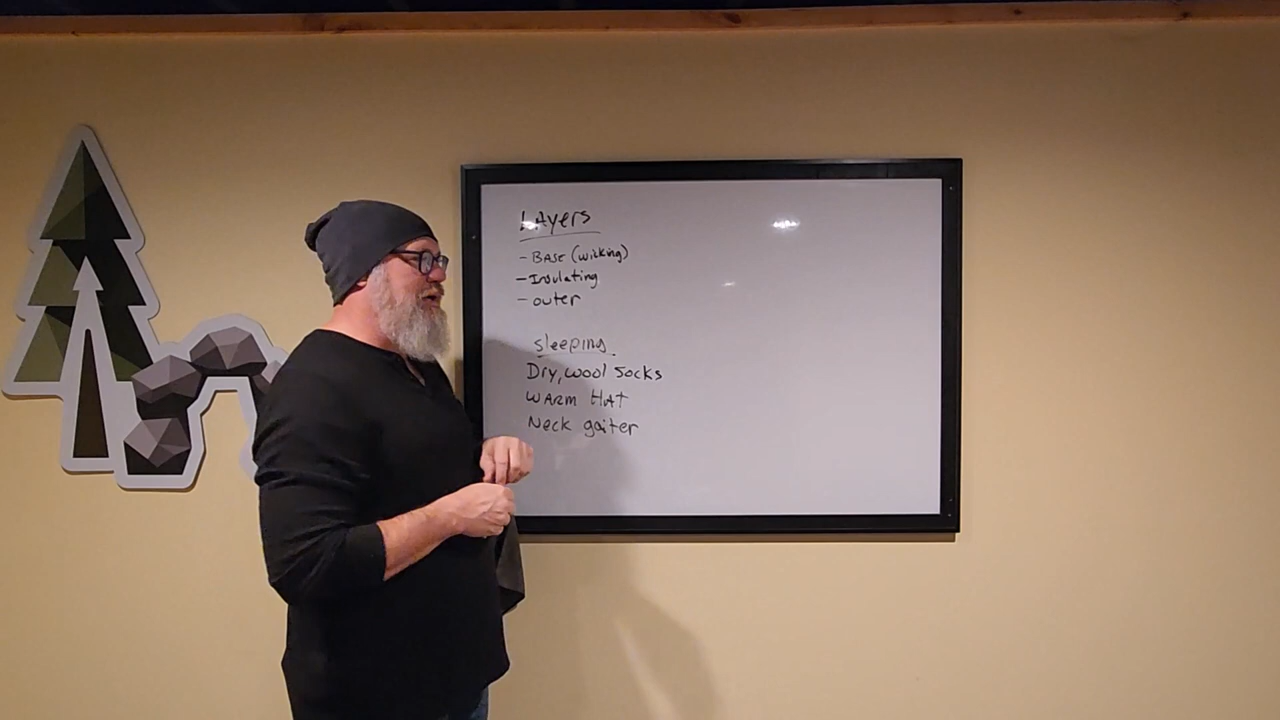 Layers
- Base (wicking)
- Insulating
- outer
sleeping
Dry, wool Socks
WARM HAT
Neck gaiter